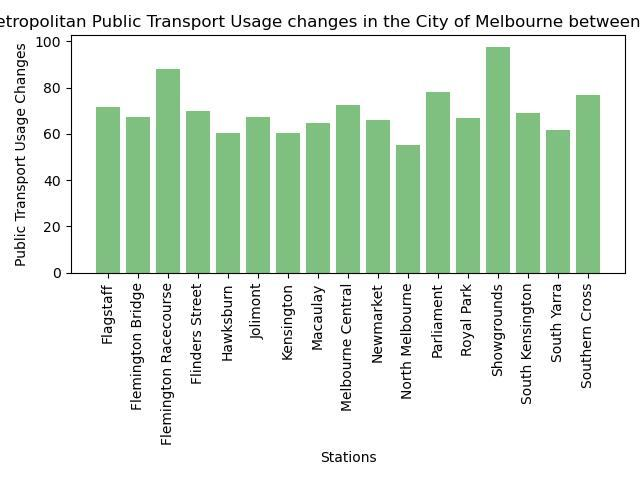 etropolitan Public Transport Usage changes in the City of Melbourne between
100
80
60
40
20
0
Public Transport Usage Changes
Flagstaff
Flemington Bridge
Flemington Racecourse
Flinders Street
Hawksburn
Jolimont
Kensington
Macaulay
Melbourne Central
Newmarket
North Melbourne
Parliament
Royal Park
Showgrounds
South Kensington
South Yarra
Southern Cross
Stations